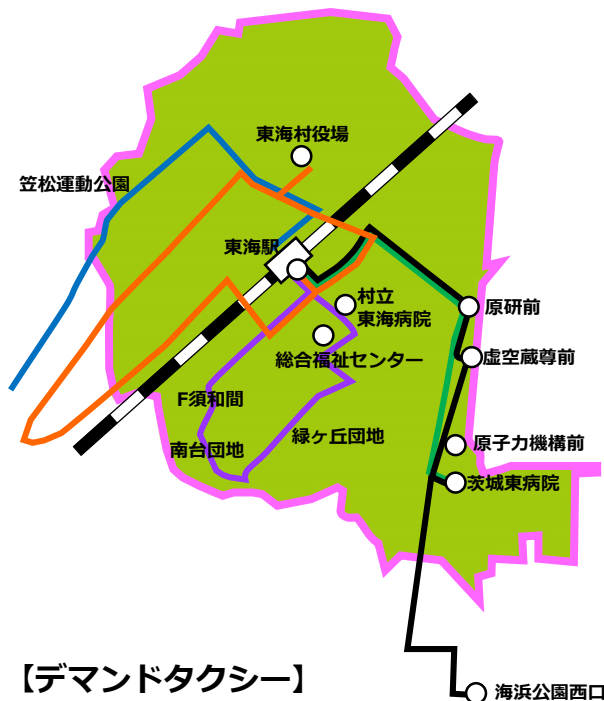 東海村役場
笠松運動公園
東海駅
村立
東海病院
原研前
総合福祉センター
虚空蔵尊前
F須和間
緑ヶ丘団地
南台団地
原子力機構前
茨城東病院
【デマンドタクシー】
海浜公園西口